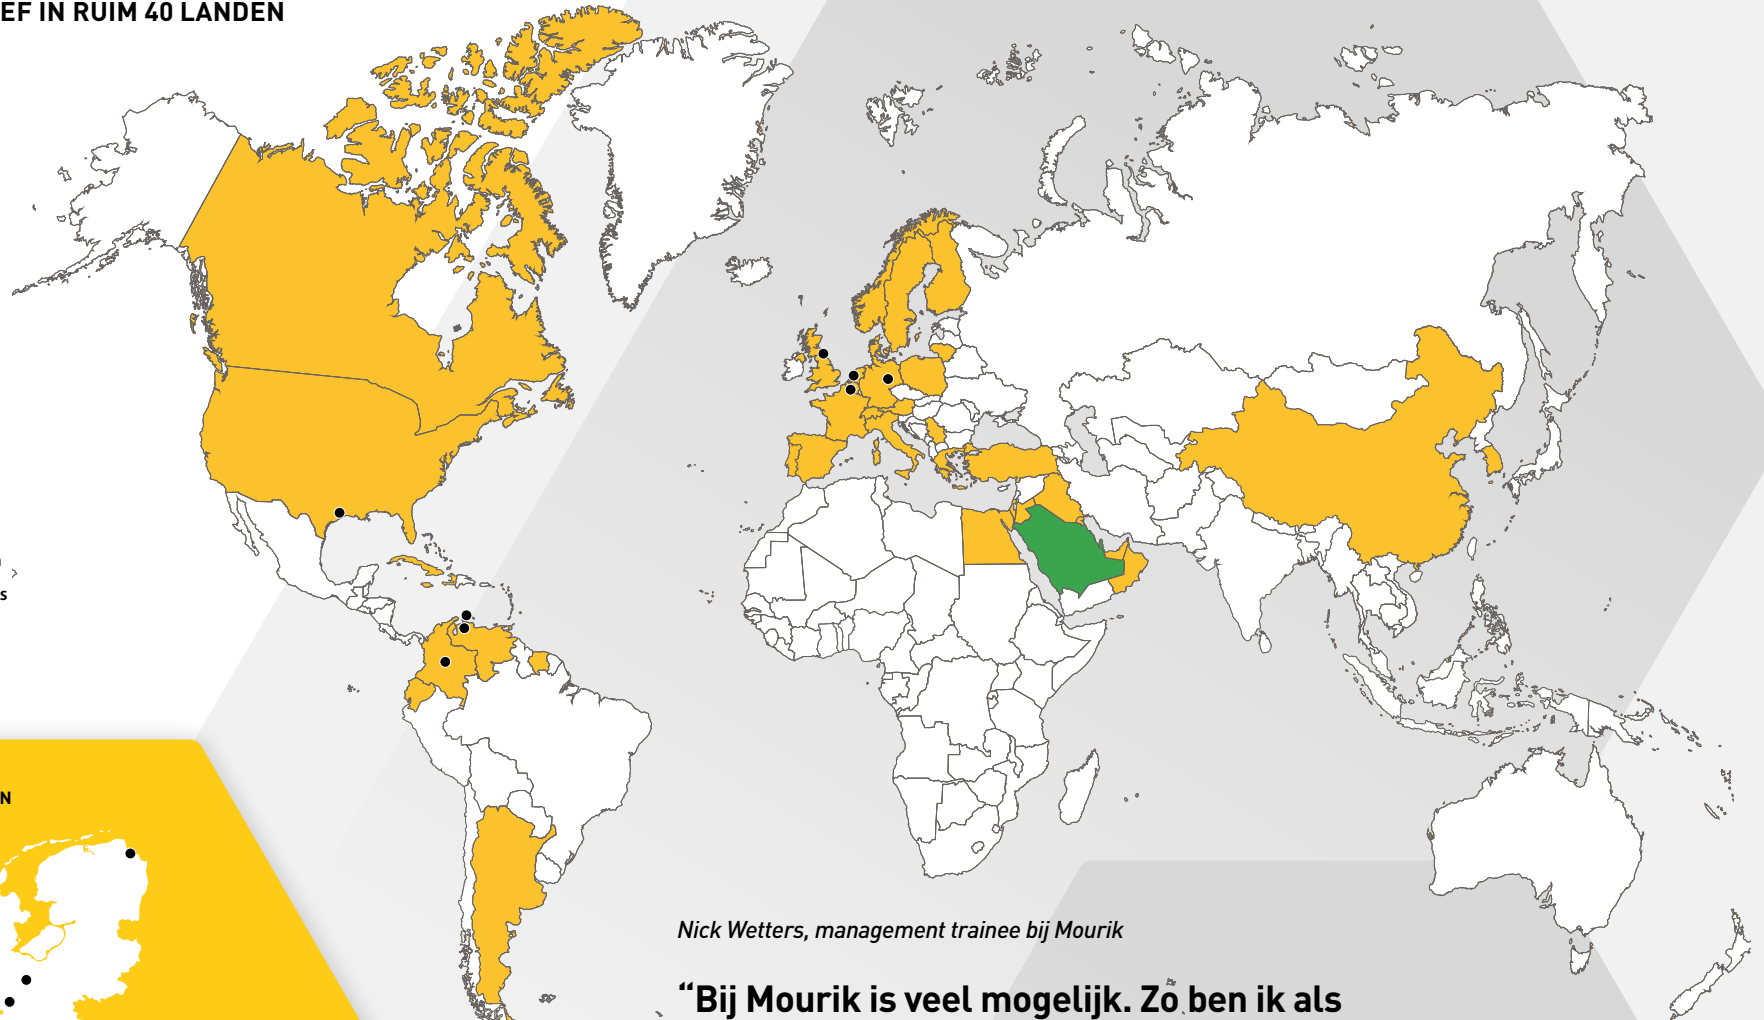 EF IN RUIM 40 LANDEN
s
N
Nick Wetters, management trainee bij Mourik
“Bij Mourik is veel mogelijk. Zo ben ik als